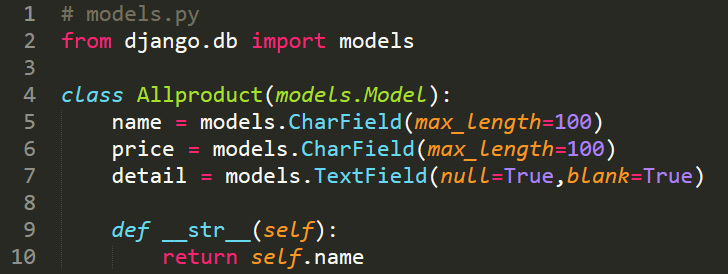 1 # models.py
2 from django.db import models
3
4 class Allproduct(models.Model):
5     name = models.CharField(max_length=100)
6     price = models.CharField(max_length=100)
7     detail = models.TextField(null=True,blank=True)
8
9     def __str__(self):
10         return self.name